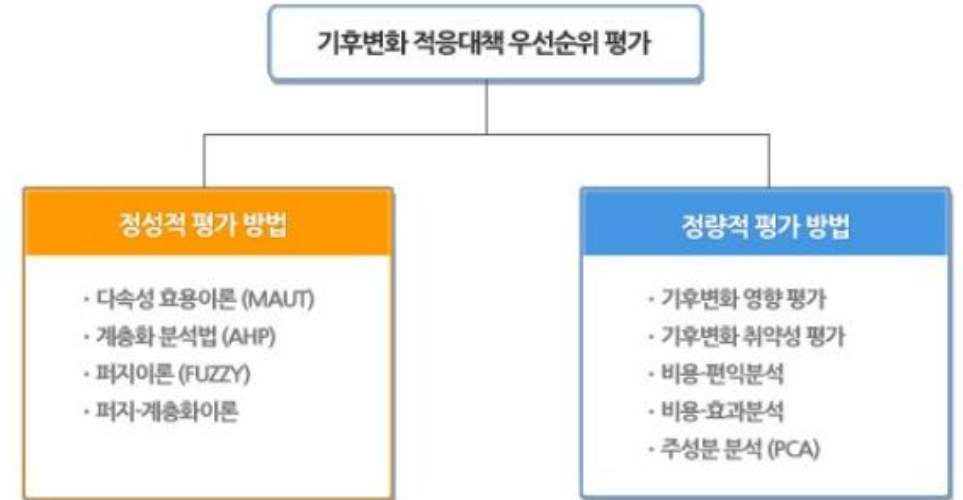 기후변화 적응대책 우선순위 평가
정성적 평가 방법
· 다속성 효용이론 (MAUT)
· 계층화 분석법 (AHP)
· 퍼지이론 (FUZZY)
· 퍼지-계층화이론
정량적 평가 방법
· 기후변화 영향 평가
· 기후변화 취약성 평가
· 비용-편익분석
· 비용-효과분석
· 주성분 분석 (PCA)